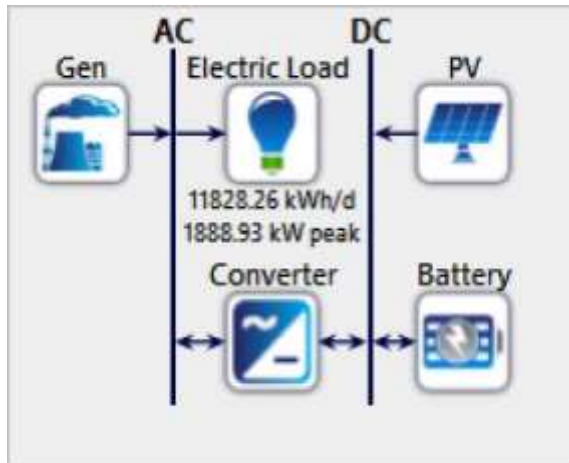 AC DC
Gen Electric Load PV
11828.26 kWh/d
1888.93 kW peak
Converter Battery